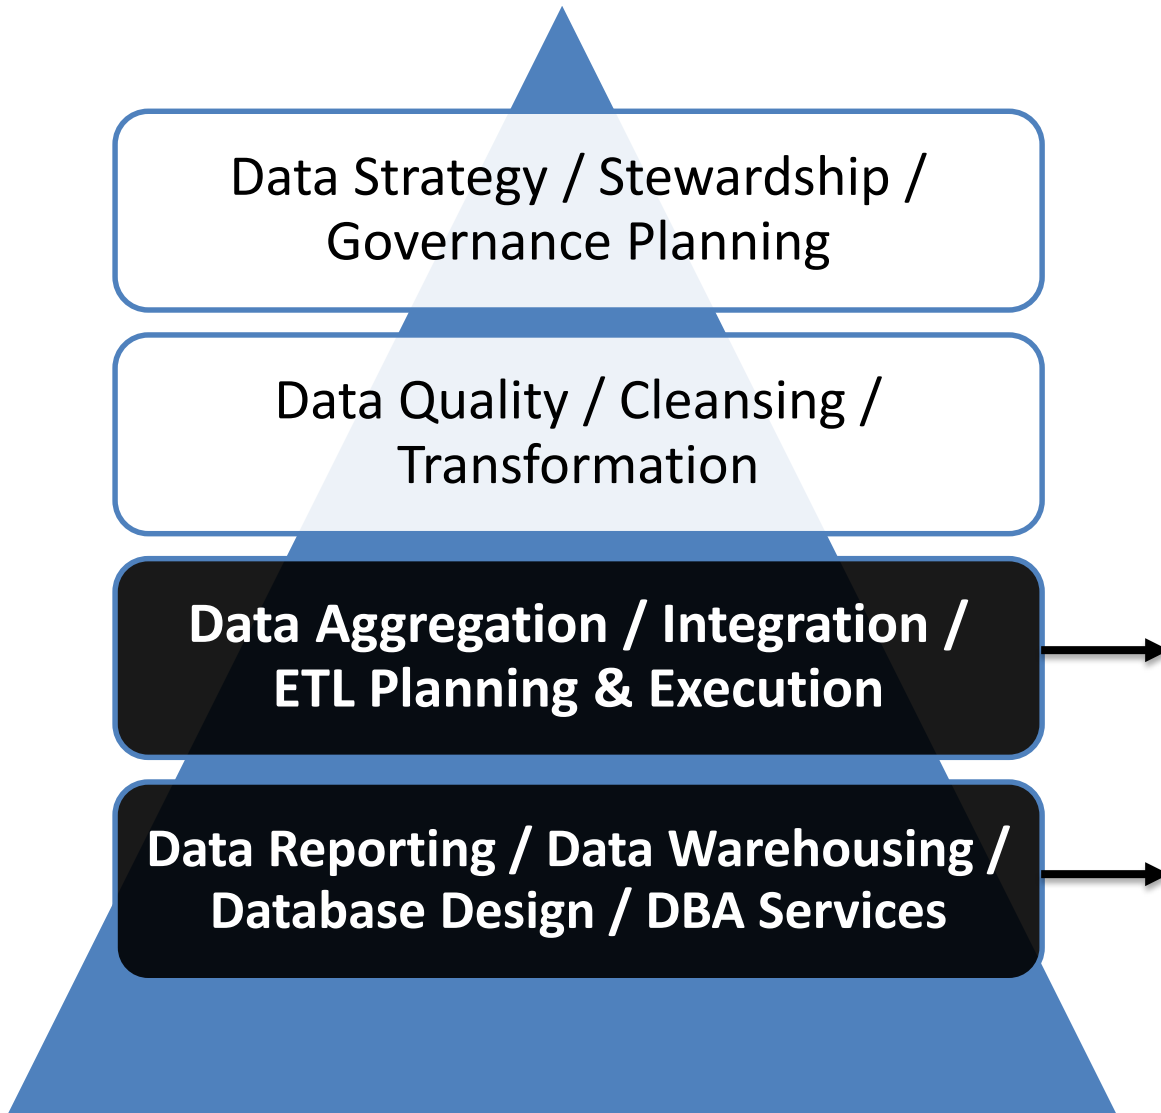 Data Strategy / Stewardship /
Governance Planning
Data Quality / Cleansing /
Transformation
Data Aggregation / Integration /
ETL Planning & Execution
Data Reporting / Data Warehousing /
Database Design / DBA Services